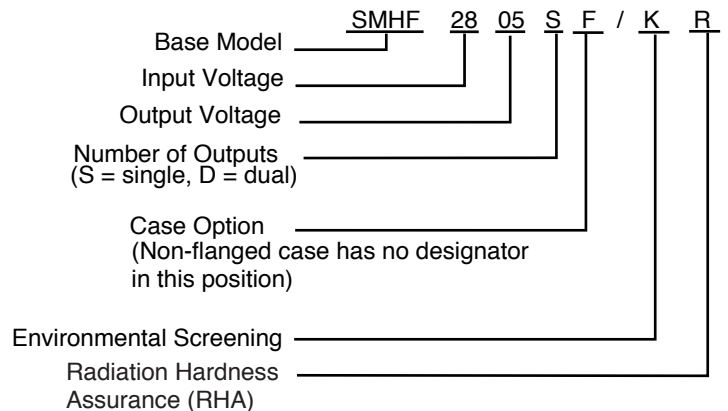 SMHF 28 05 S F / K R
Base Model
Input Voltage
Output Voltage
Number of Outputs
(S = single, D = dual)
Case Option
(Non-flanged case has no designator
in this position)
Environmental Screening
Radiation Hardness
Assurance (RHA)